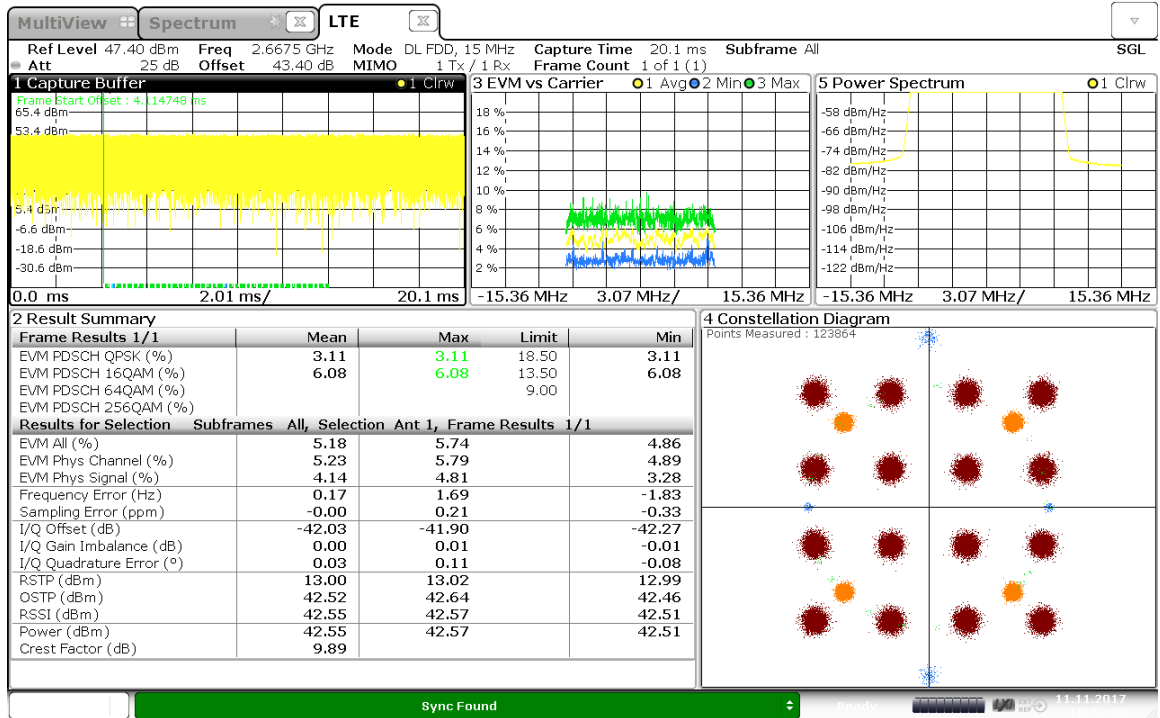 MultiView Spectrum LTE
Ref Level 47.40 dBm Freq 2.6675 GHz Mode DL FDD, 15 MHz Capture Time 20.1 ms Subframe All SGL
Att 25 dB Offset 43.40 dB MIMO 1 Tx / 1 Rx Frame Count 1 of 1 (1)
1 Capture Buffer 1 Clrw
Frame Start Offset : 4.114748 ms
65.4 dBm
53.4 dBm
5.4 dBm
-6.6 dBm
-18.6 dBm
-30.6 dBm
0.0 ms 2.01 ms/ 20.1 ms
3 EVM vs Carrier 1 Avg 2 Min 3 Max
18 %
16 %
14 %
12 %
10 %
8 %
6 %
4 %
2 %
-15.36 MHz 3.07 MHz/ 15.36 MHz
5 Power Spectrum 1 Clrw
-58 dBm/Hz
-66 dBm/Hz
-74 dBm/Hz
-82 dBm/Hz
-90 dBm/Hz
-98 dBm/Hz
-106 dBm/Hz
-114 dBm/Hz
-122 dBm/Hz
-15.36 MHz 3.07 MHz/ 15.36 MHz
2 Result Summary
Frame Results 1/1 Mean Max Limit Min
EVM PDSCH QPSK (%) 3.11 3.11 18.50 3.11
EVM PDSCH 16QAM (%) 6.08 6.08 13.50 6.08
EVM PDSCH 64QAM (%) 9.00
EVM PDSCH 256QAM (%)
Results for Selection Subframes All, Selection Ant 1, Frame Results 1/1
EVM All (%) 5.18 5.74 4.86
EVM Phys Channel (%) 5.23 5.79 4.89
EVM Phys Signal (%) 4.14 4.81 3.28
Frequency Error (Hz) 0.17 1.69 -1.83
Sampling Error (ppm) -0.00 0.21 -0.33
I/Q Offset (dB) -42.03 -41.90 -42.27
I/Q Gain Imbalance (dB) 0.00 0.01 -0.01
I/Q Quadrature Error (°) 0.03 0.11 -0.08
RSTP (dBm) 13.00 13.02 12.99
OSTP (dBm) 42.52 42.64 42.46
RSSI (dBm) 42.55 42.57 42.51
Power (dBm) 42.55 42.57 42.51
Crest Factor (dB) 9.89
4 Constellation Diagram
Points Measured : 123864
Sync Found
Ready
LXI
11.11.2017